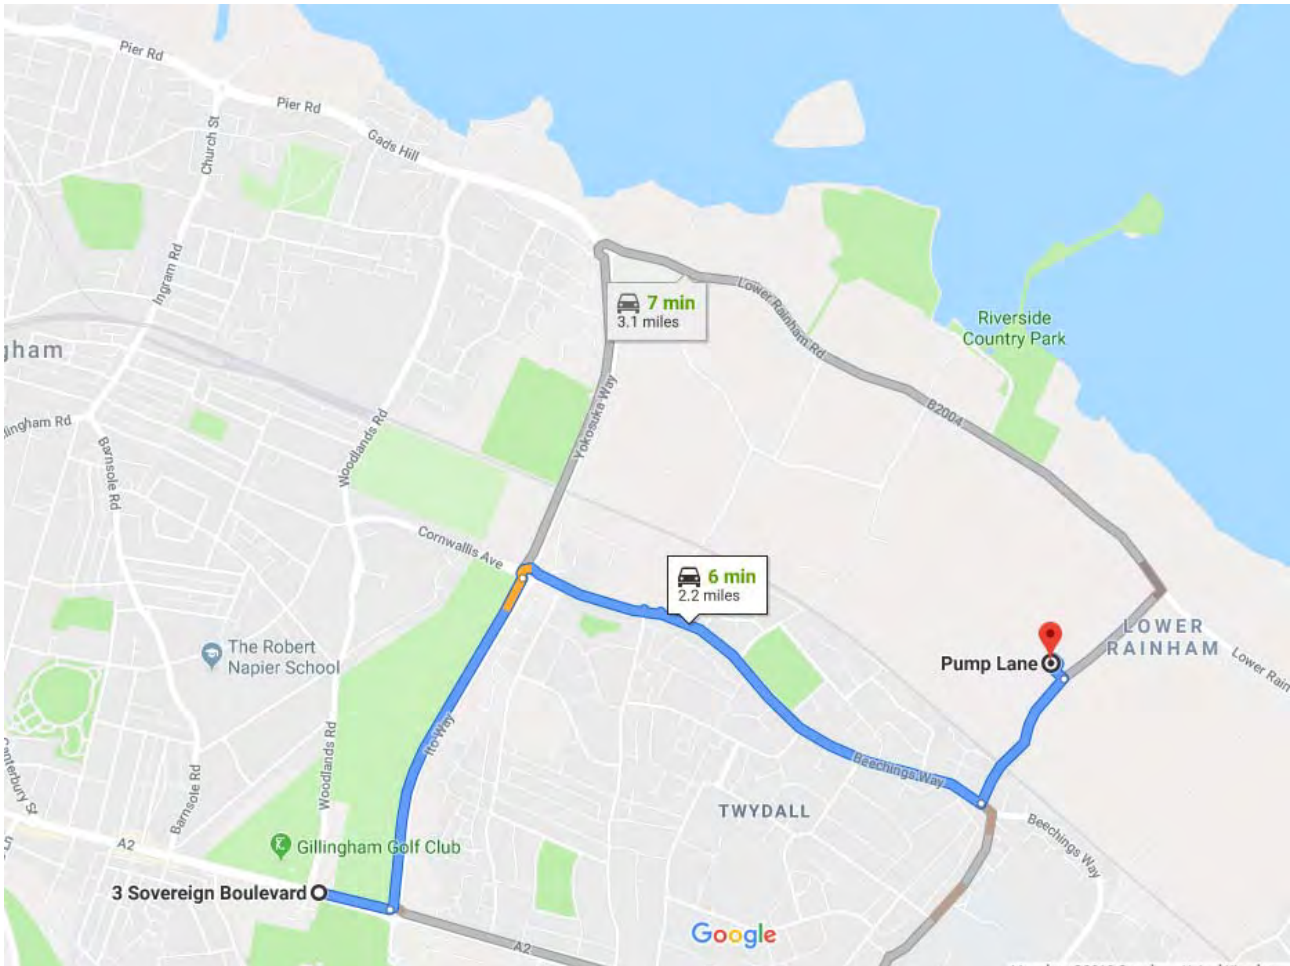 Pier Rd
Pier Rd
Church St
Gads Hill
Ingram Rd
7 min
3.1 miles
Lower Rainham Rd
Riverside
Country Park
gham
Yokosuka Way
B2004
lingham Rd
Barnsole Rd
Woodlands Rd
Cornwallis Ave
6 min
2.2 miles
The Robert
Napier School
LOWER
RAINHAM
Pump Lane
Lower Rain
Ito Way
Woodlands Rd
Canterbury St
Barnsole Rd
Beechings Way
TWYDALL
Beechings Way
A2
Gillingham Golf Club
3 Sovereign Boulevard
Google
A2